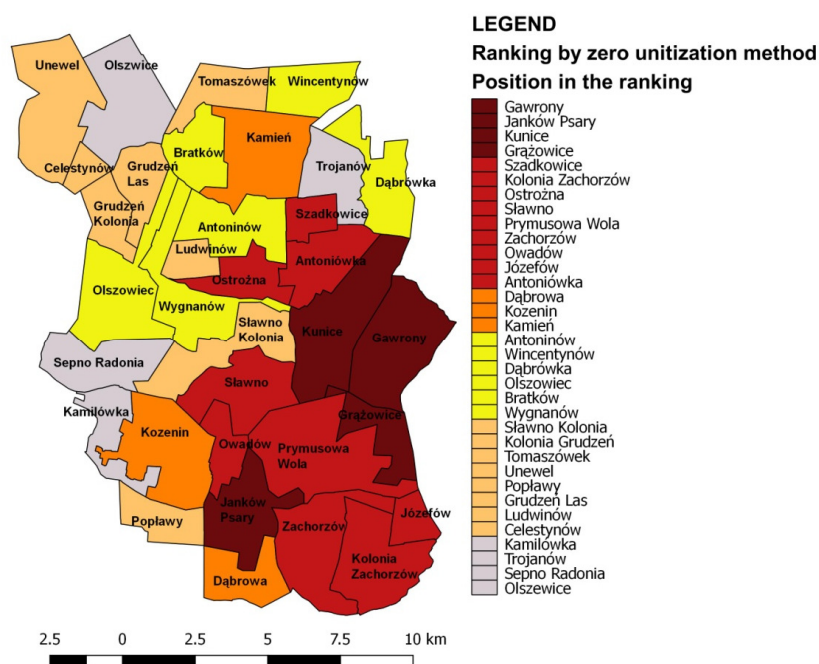 LEGEND
Ranking by zero unitization method
Position in the ranking
Gawrony
Janków Psary
Kunice
Grążowice
Szadkowice
Kolonia Zachorzów
Ostrożna
Sławno
Prymusowa Wola
Zachorzów
Owadów
Józefów
Antoniówka
Dąbrowa
Kozenin
Kamień
Antoninów
Wincentynów
Dąbrówka
Olszowiec
Bratków
Wygnanów
Sławno Kolonia
Kolonia Grudzeń
Tomaszówek
Unewel
Popławy
Grudzeń Las
Ludwinów
Celestynów
Kamilówka
Trojanów
Sepno Radonia
Olszewice
Unewel
Olszwice
Tomaszówek
Wincentynów
Kamień
Bratków
Celestynów
Grudzeń
Las
Trojanów
Dąbrówka
Grudzeń
Kolonia
Szadkowice
Antoninów
Ludwinów
Antoniówka
Ostrożna
Olszowiec
Wygnanów
Sławno
Kolonia
Kunice
Gawrony
Sepno Radonia
Sławno
Kamilówka
Grążowice
Kozenin
Owadów
Prymusowa
Wola
Janków
Psary
Popławy
Zachorzów
Józefów
Kolonia
Zachorzów
Dąbrowa
2.5 0 2.5 5 7.5 10 km